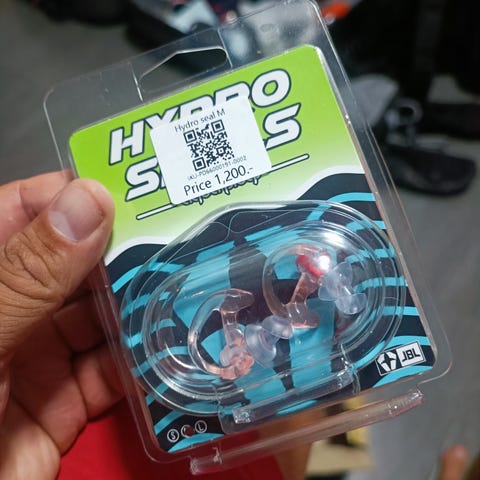 HYDRO
SEALS
Hydro seal M
Price 1,200.-
JBL
S L